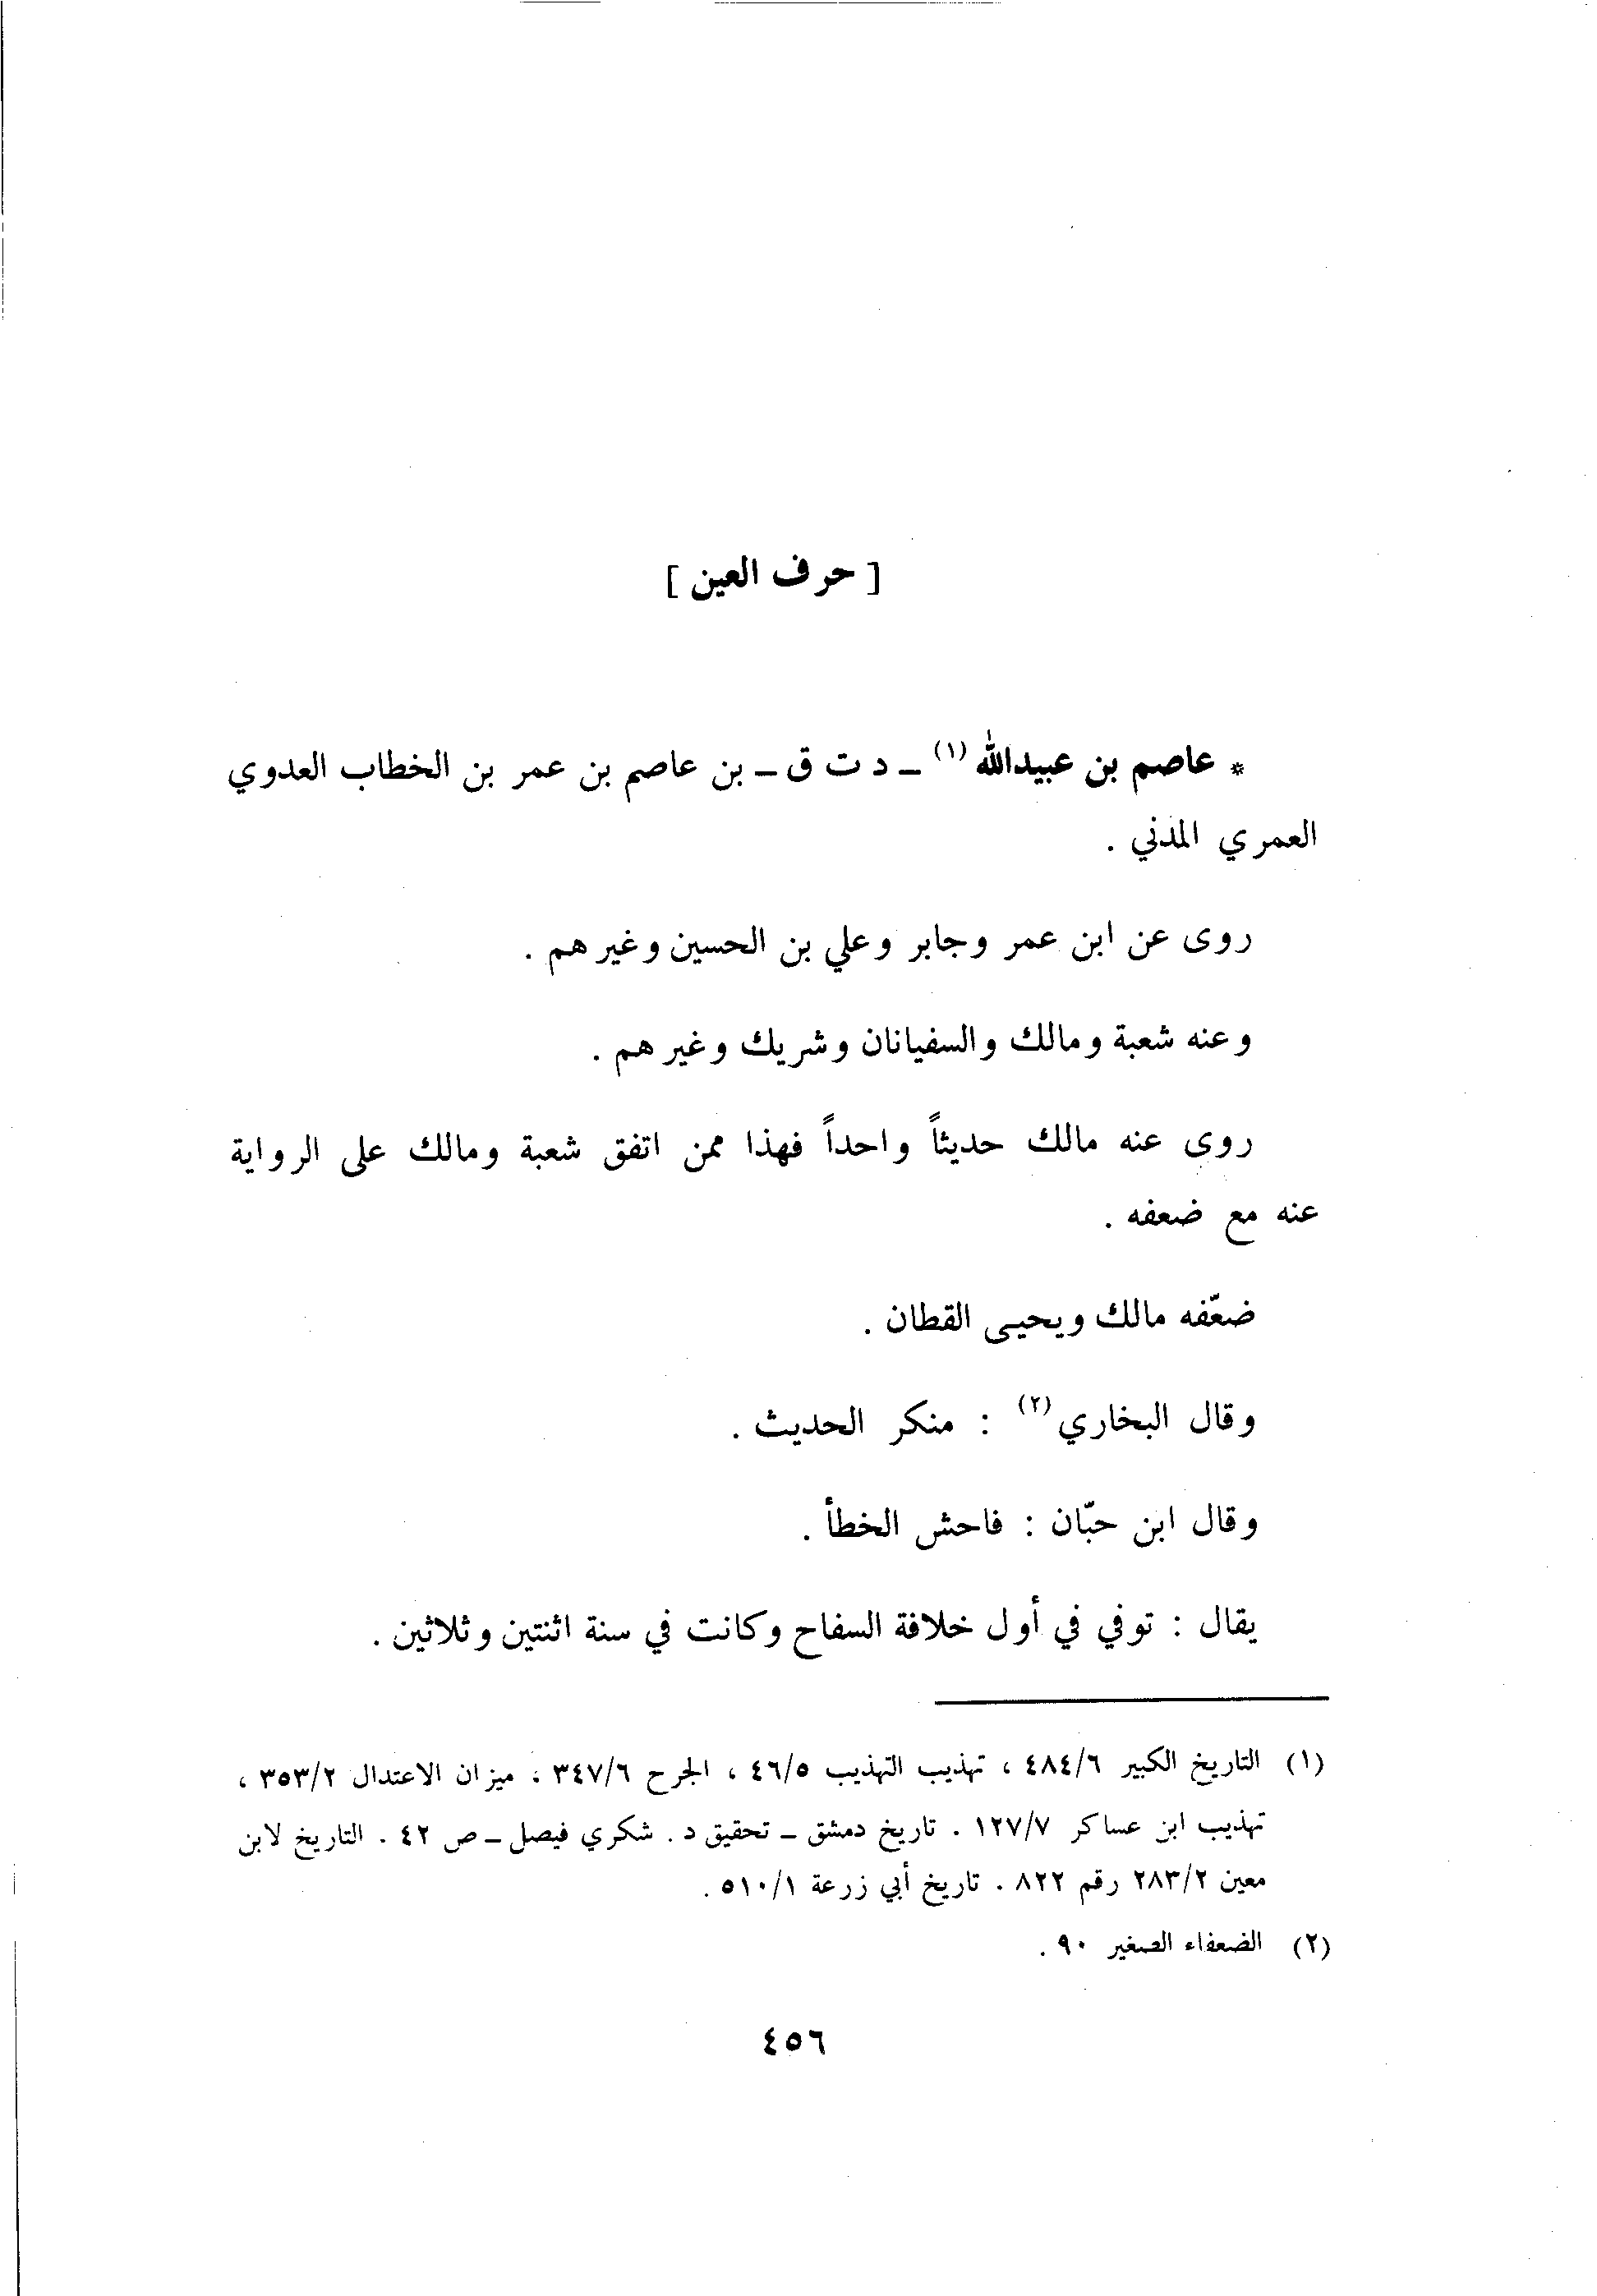 [ حرف العين ]
* عاصم بن عبيدالله (١) ـ د ت ق ـ بن عاصم بن عمر بن الخطاب العدوي
العمري المدني .
روى عن ابن عمر وجابر وعلي بن الحسين وغيرهم .
وعنه شعبة ومالك والسفيانان وشريك وغيرهم .
روى عنه مالك حديثاً واحداً فهذا ممن اتفق شعبة ومالك على الرواية
عنه مع ضعفه .
ضعّفه مالك ويحيى القطان .
وقال البخاري (٢) : منكر الحديث .
وقال ابن حبّان : فاحش الخطأ .
يقال : توفي في أول خلافة السفاح وكانت في سنة اثنتين وثلاثين .
(١) التاريخ الكبير ٤٨٤/٦ ، تهذيب التهذيب ٤٦/٥ ، الجرح ٣٤٧/٦ . ميزان الاعتدال ٣٥٣/٢ ،
تهذيب ابن عساكر ١٢٧/٧ . تاريخ دمشق ـ تحقيق د . شكري فيصل ـ ص ٤٢ . التاريخ لابن
معين ٢٨٣/٢ رقم ٨٢٢ . تاريخ أبي زرعة ٥١٠/١ .
(٢) الضعفاء الصغير ٩٠ .
٤٥٦